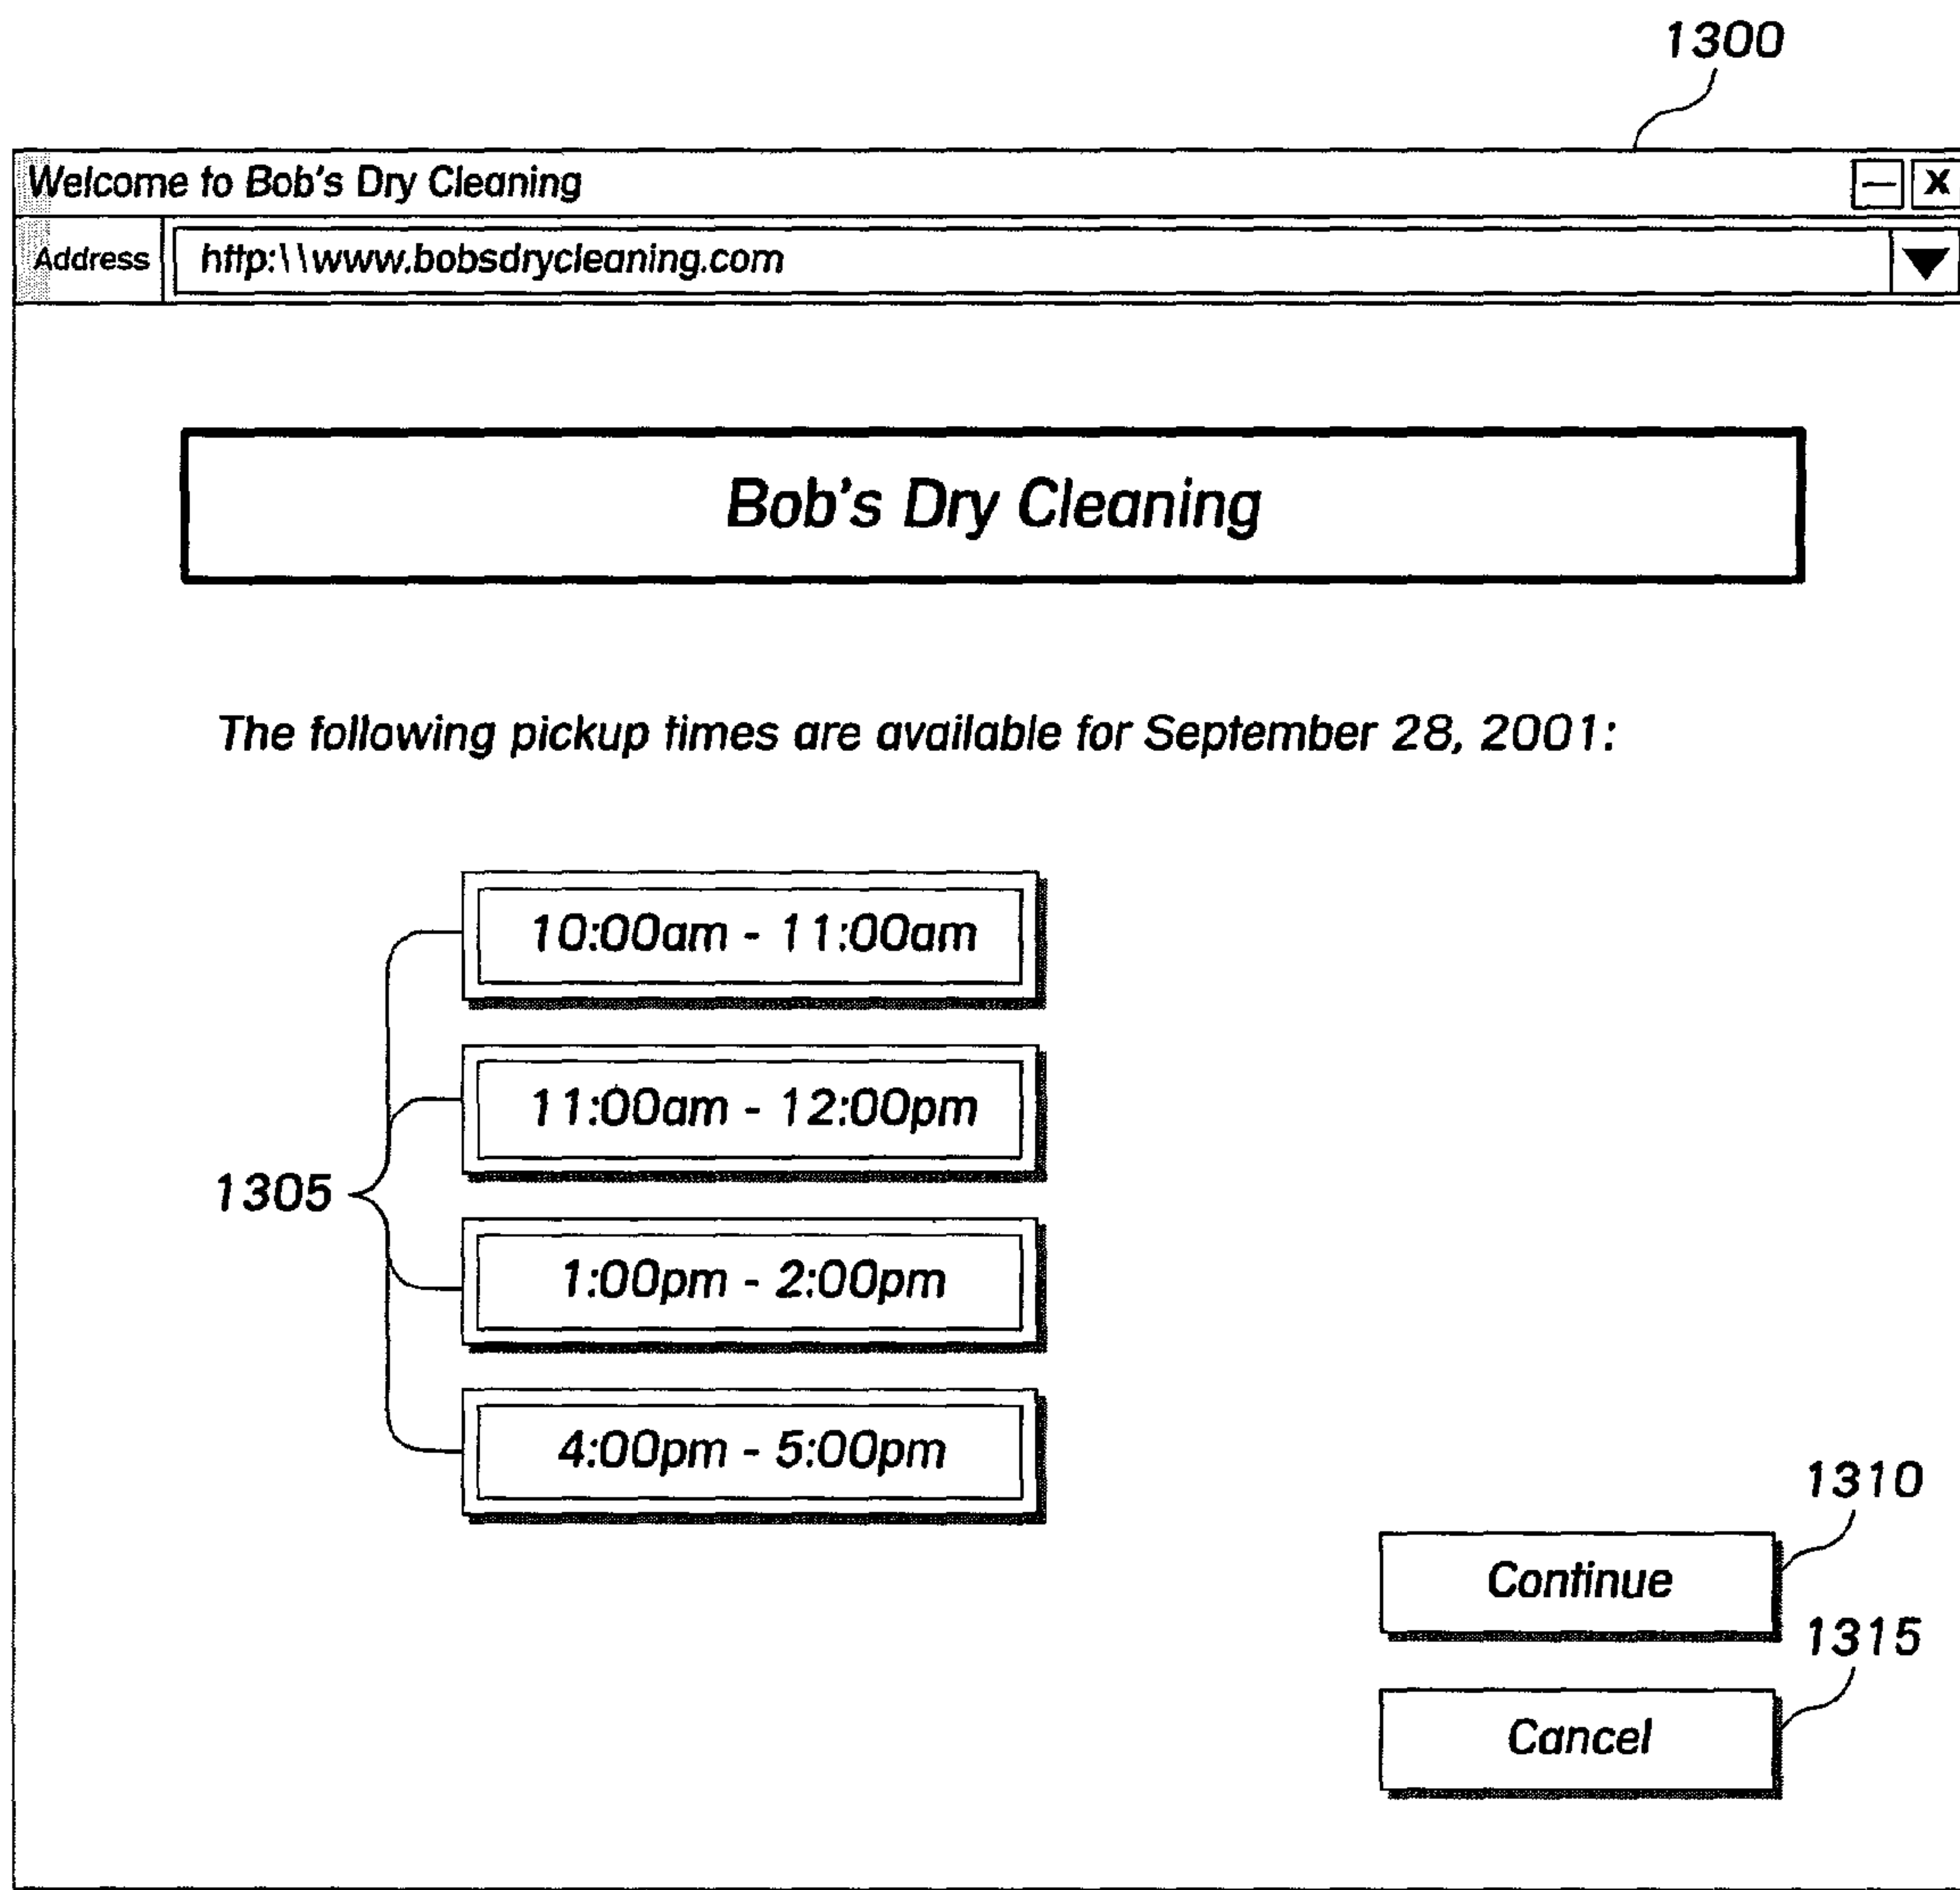 1300
Welcome to Bob's Dry Cleaning
— X
Address http:\\www.bobsdrycleaning.com
Bob's Dry Cleaning
The following pickup times are available for September 28, 2001:
10:00am - 11:00am
11:00am - 12:00pm
1305
1:00pm - 2:00pm
4:00pm - 5:00pm
1310
Continue
1315
Cancel